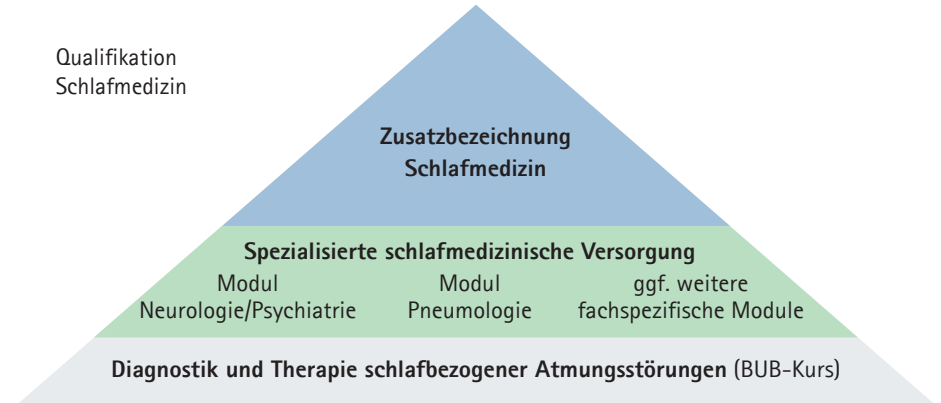 Qualifikation
Schlafmedizin
Zusatzbezeichnung
Schlafmedizin
Spezialisierte schlafmedizinische Versorgung
Modul
Neurologie/Psychiatrie
Modul
Pneumologie
ggf. weitere
fachspezifische Module
Diagnostik und Therapie schlafbezogener Atmungsstörungen (BUB-Kurs)